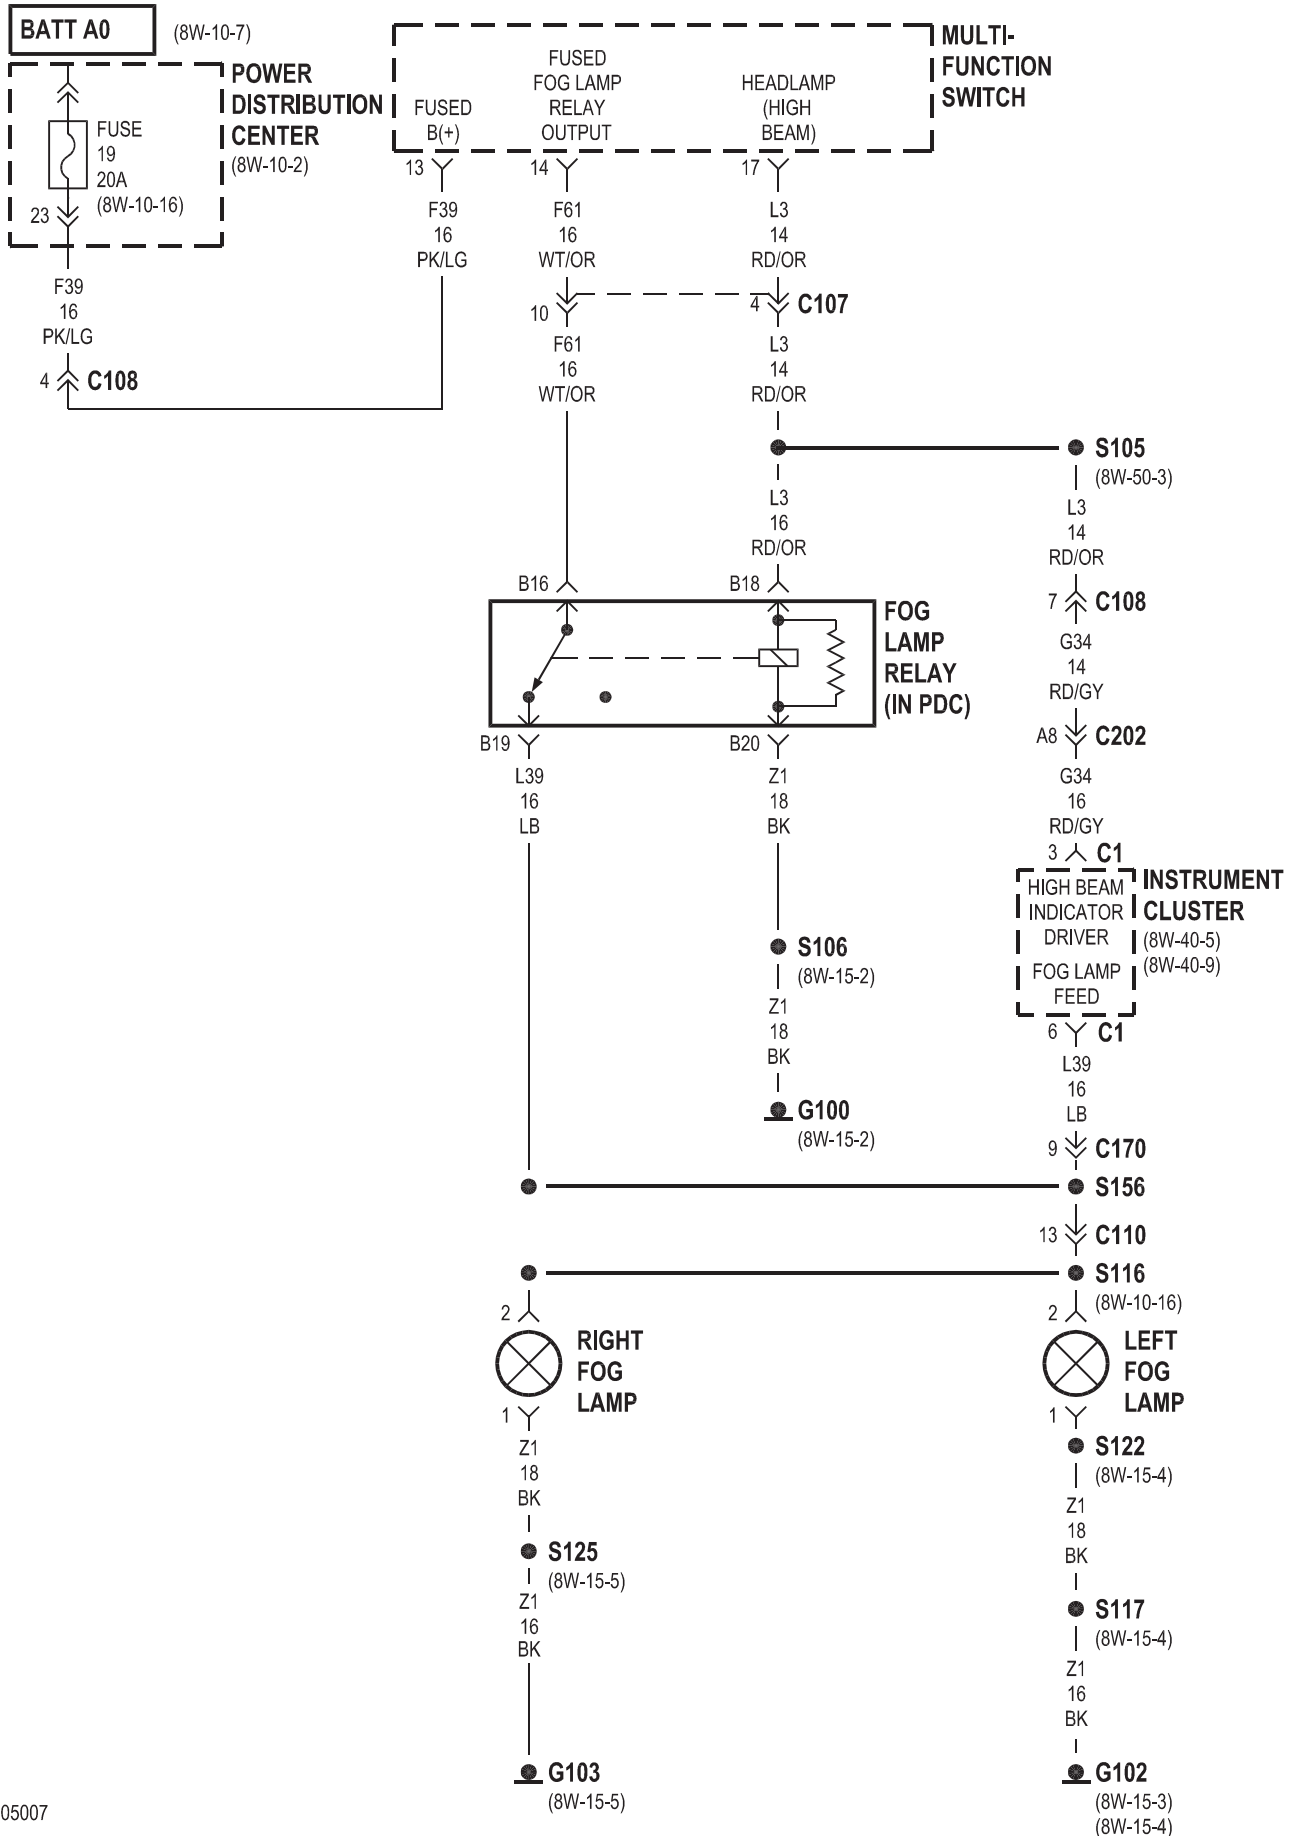 BATT A0
(8W-10-7)
POWER
DISTRIBUTION
CENTER
(8W-10-2)
FUSE
19
20A
(8W-10-16)
23
F39
16
PK/LG
4
C108
MULTI-
FUNCTION
SWITCH
FUSED
B(+)
FUSED
FOG LAMP
RELAY
OUTPUT
HEADLAMP
(HIGH
BEAM)
13
14
17
F39
16
PK/LG
F61
16
WT/OR
L3
14
RD/OR
10
4
C107
F61
16
WT/OR
L3
14
RD/OR
S105
(8W-50-3)
L3
16
RD/OR
L3
14
RD/OR
B16
B18
7
C108
FOG
LAMP
RELAY
(IN PDC)
G34
14
RD/GY
B19
B20
A8
C202
L39
16
LB
Z1
18
BK
G34
16
RD/GY
3
C1
HIGH BEAM
INDICATOR
DRIVER
FOG LAMP
FEED
INSTRUMENT
CLUSTER
(8W-40-5)
(8W-40-9)
S106
(8W-15-2)
Z1
18
BK
6
C1
L39
16
LB
G100
(8W-15-2)
9
C170
S156
13
C110
S116
(8W-10-16)
2
2
RIGHT
FOG
LAMP
LEFT
FOG
LAMP
1
1
Z1
18
BK
S122
(8W-15-4)
Z1
18
BK
S125
(8W-15-5)
Z1
16
BK
S117
(8W-15-4)
Z1
16
BK
G103
(8W-15-5)
G102
(8W-15-3)
(8W-15-4)
05007